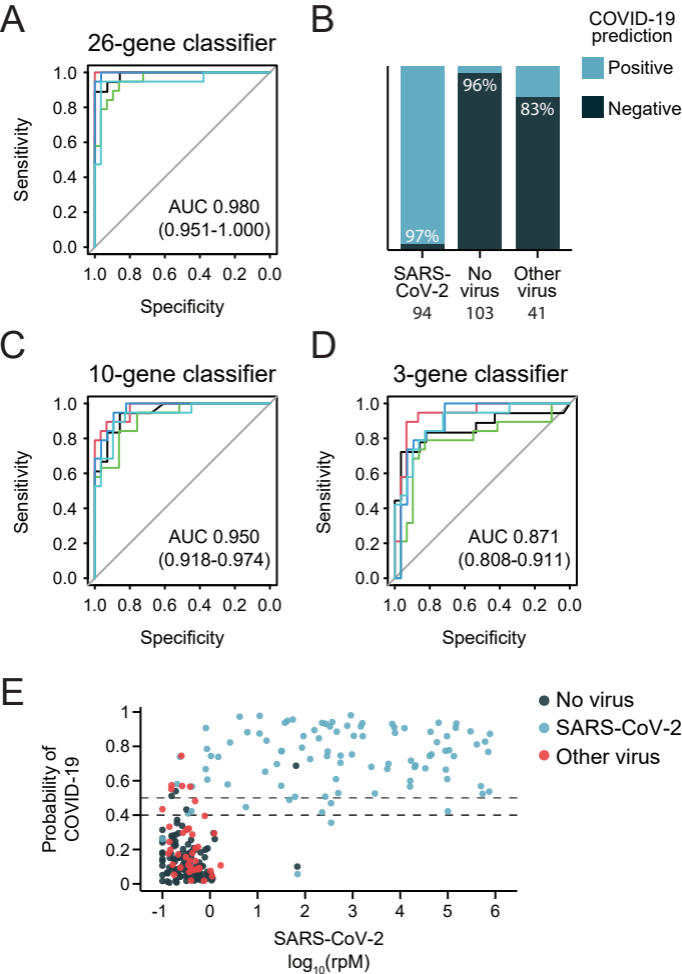 A
26-gene classifier
Sensitivity
1.0
0.8
0.6
0.4
0.2
0.0
AUC 0.980
(0.951-1.000)
1.0 0.8 0.6 0.4 0.2 0.0
Specificity
B
COVID-19
prediction
Positive
Negative
97%
96%
83%
SARS-
CoV-2
94
No
virus
103
Other
virus
41
C
10-gene classifier
Sensitivity
1.0
0.8
0.6
0.4
0.2
0.0
AUC 0.950
(0.918-0.974)
1.0 0.8 0.6 0.4 0.2 0.0
Specificity
D
3-gene classifier
Sensitivity
1.0
0.8
0.6
0.4
0.2
0.0
AUC 0.871
(0.808-0.911)
1.0 0.8 0.6 0.4 0.2 0.0
Specificity
E
Probability of
COVID-19
1
0.8
0.6
0.4
0.2
0
-1 0 1 2 3 4 5 6
SARS-CoV-2
log10(rpM)
No virus
SARS-CoV-2
Other virus